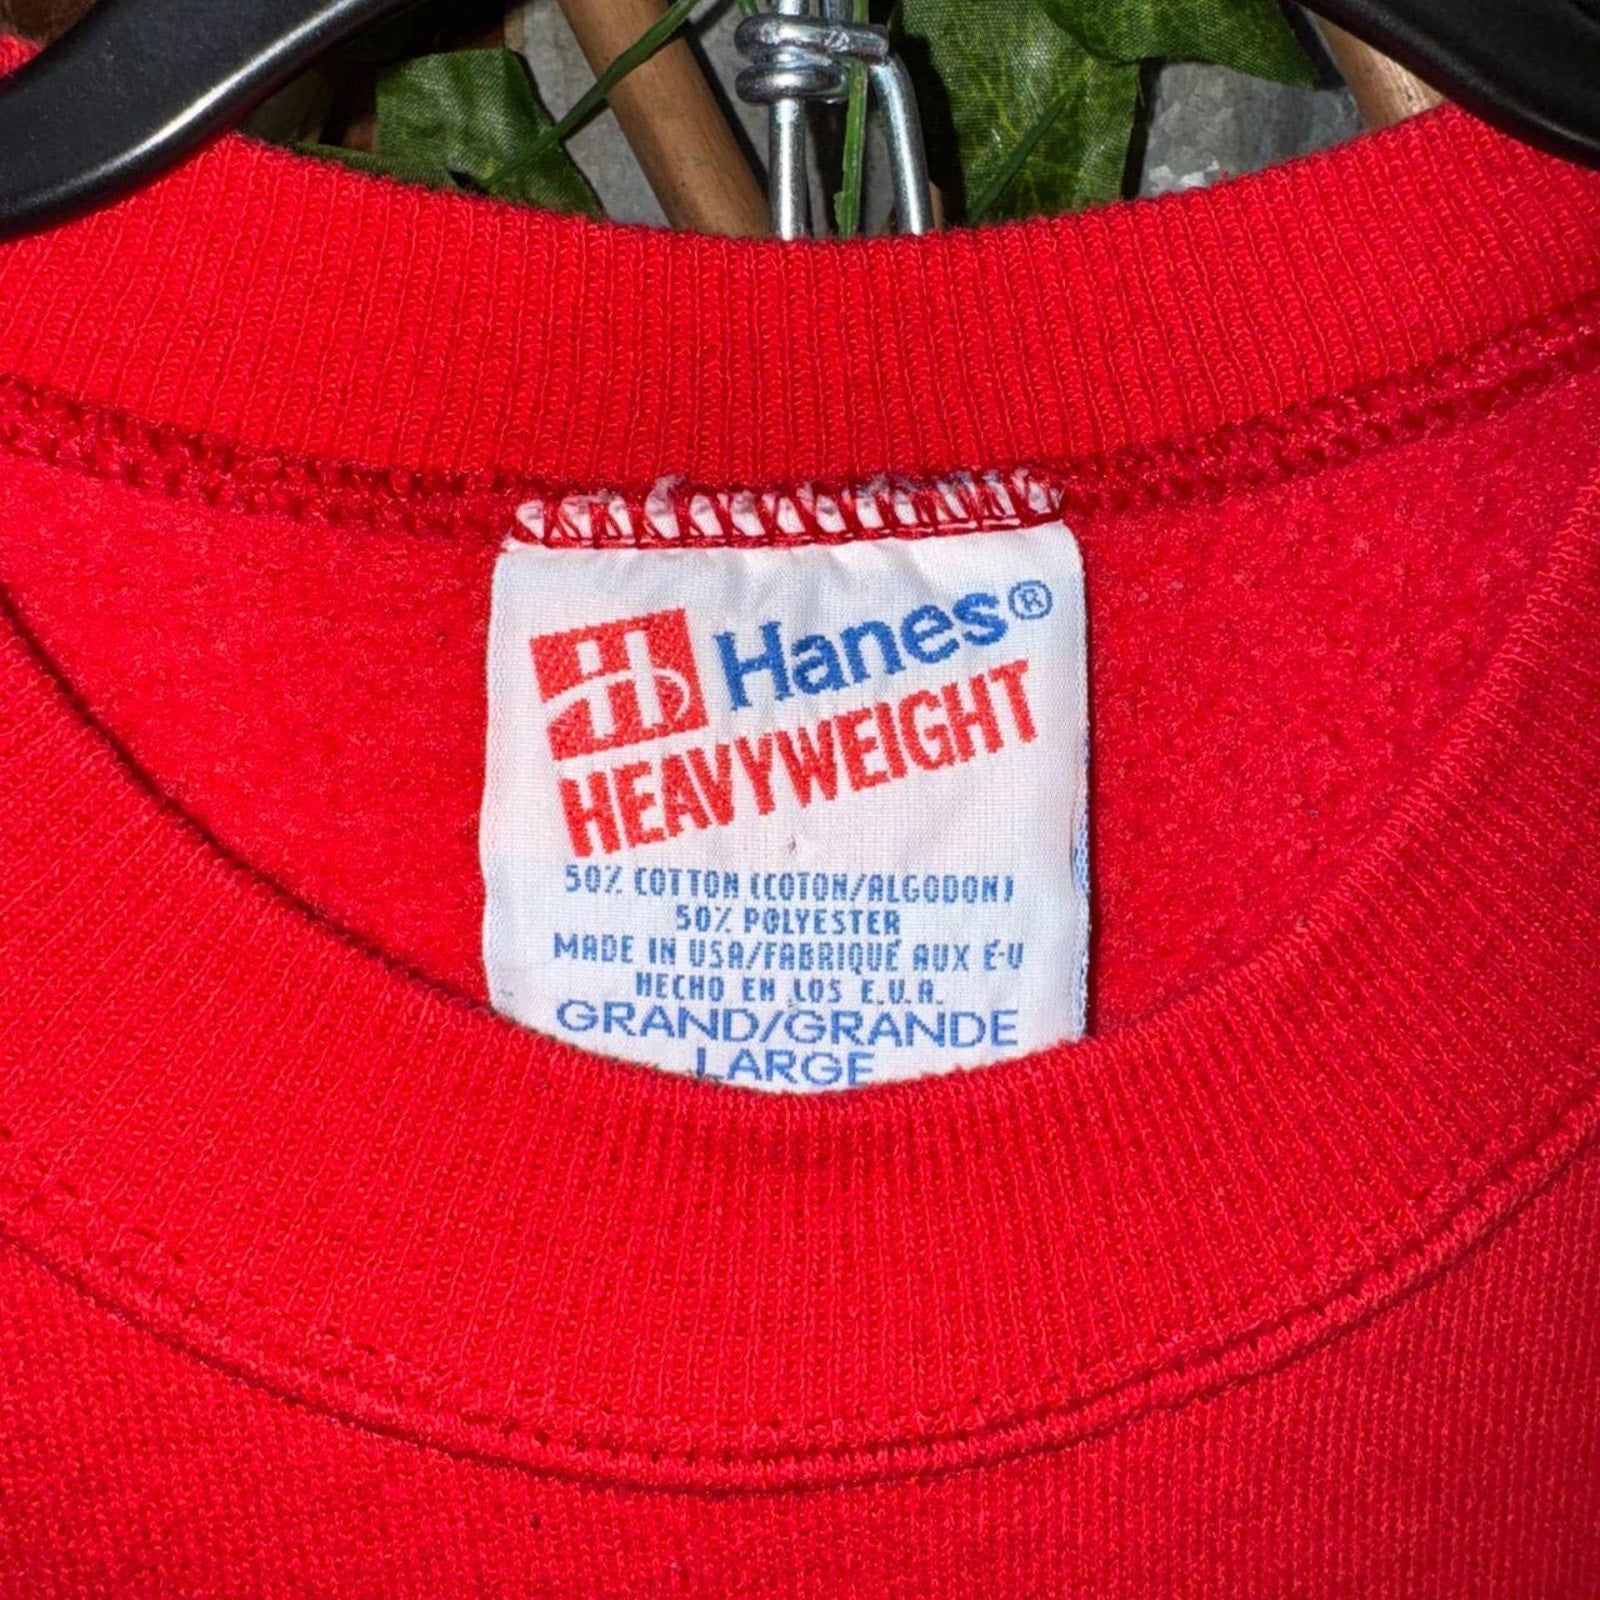 Hanes®
HEAVYWEIGHT
50% COTTON (COTON/ALGODON)
50% POLYESTER
MADE IN USA/FABRIQUÉ AUX É-U
HECHO EN LOS E.U.A.
GRAND/GRANDE
LARGE